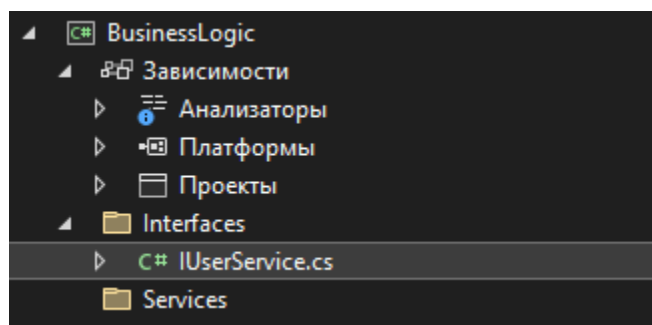 C# BusinessLogic
Зависимости
Анализаторы
Платформы
Проекты
Interfaces
C# IUserService.cs
Services